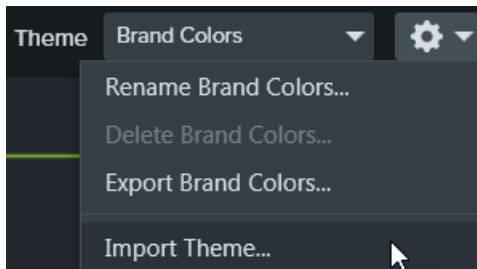 Theme Brand Colors
Rename Brand Colors...
Delete Brand Colors...
Export Brand Colors...
Import Theme...